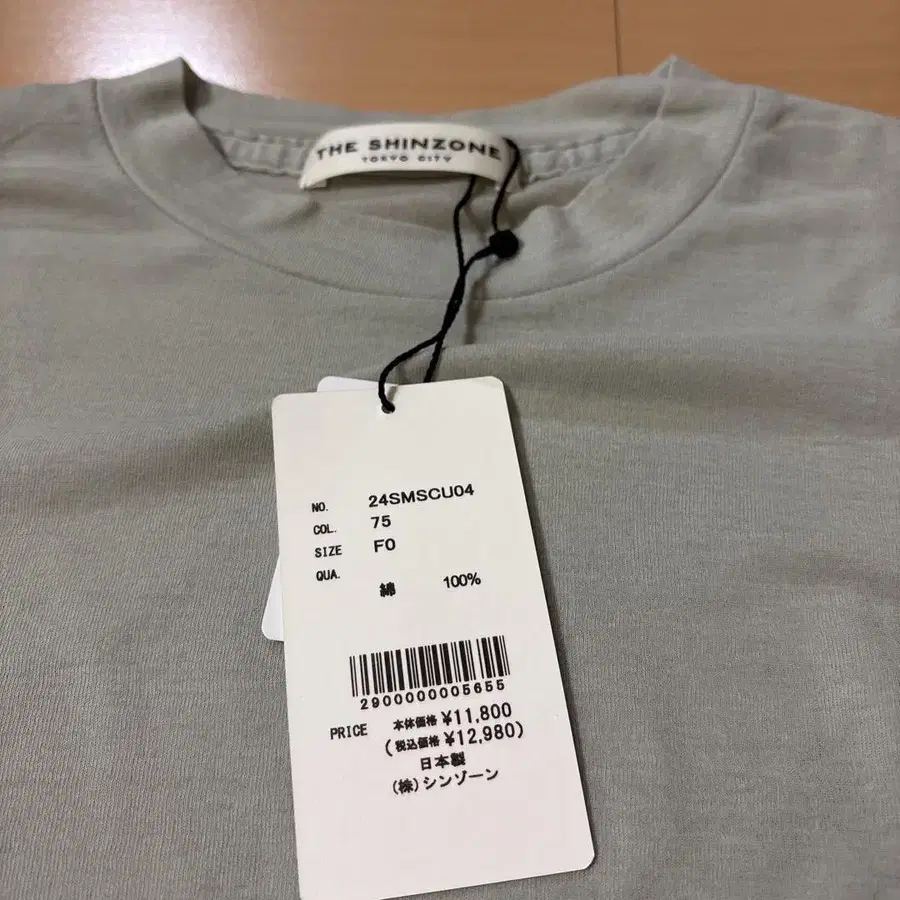 THE SHINZONE
TOKYO CITY
NO. 24SMSCU04
COL. 75
SIZE F0
QUA. 綿 100%
2900000005655
PRICE 本体価格 ¥11,800
(税込価格 ¥12,980)
日本製
(株)シンゾーン